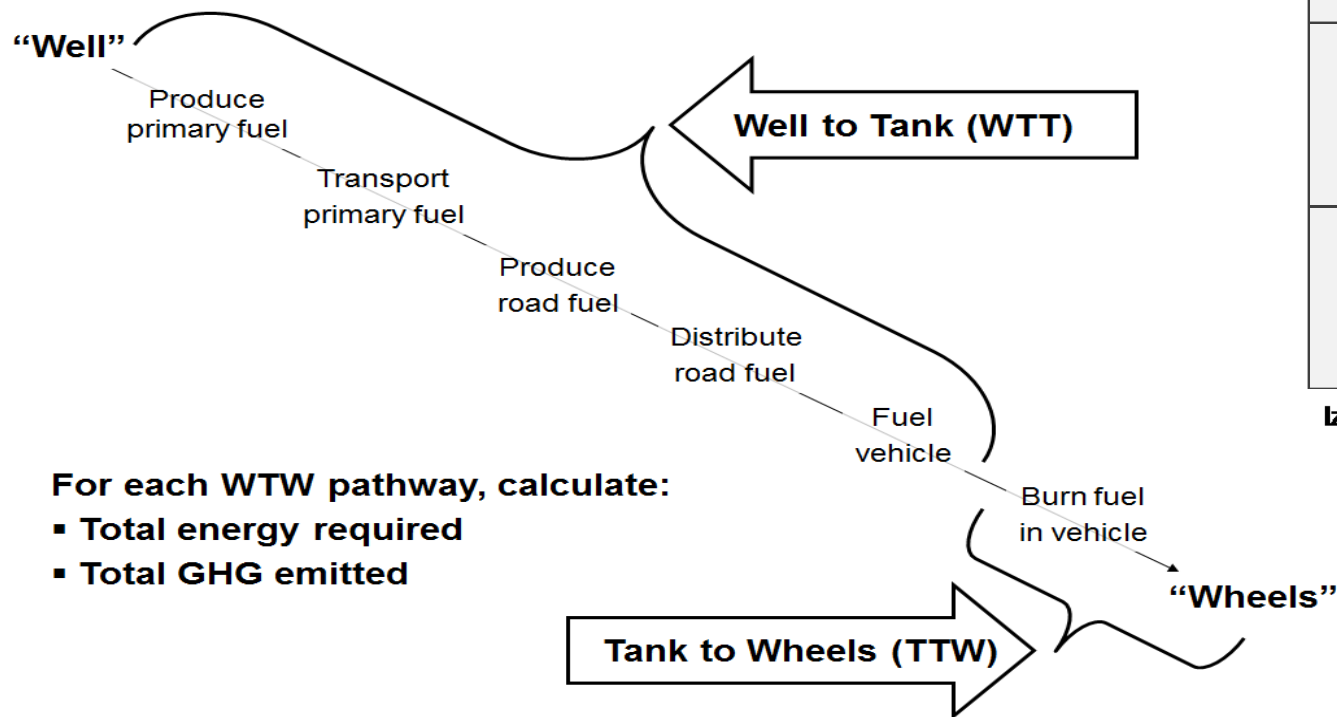 “Well”
Produce
primary fuel
Well to Tank (WTT)
Transport
primary fuel
Produce
road fuel
Distribute
road fuel
Fuel
vehicle
For each WTW pathway, calculate:
▪ Total energy required
▪ Total GHG emitted
Burn fuel
in vehicle
“Wheels”
Tank to Wheels (TTW)